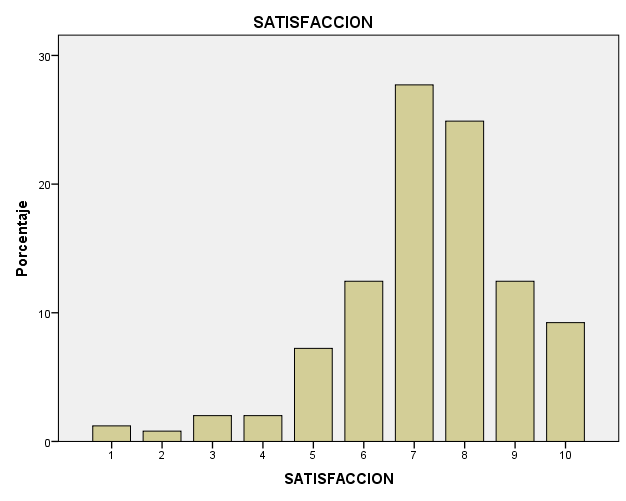 SATISFACCION
30
20
10
0
Porcentaje
1 2 3 4 5 6 7 8 9 10
SATISFACCION